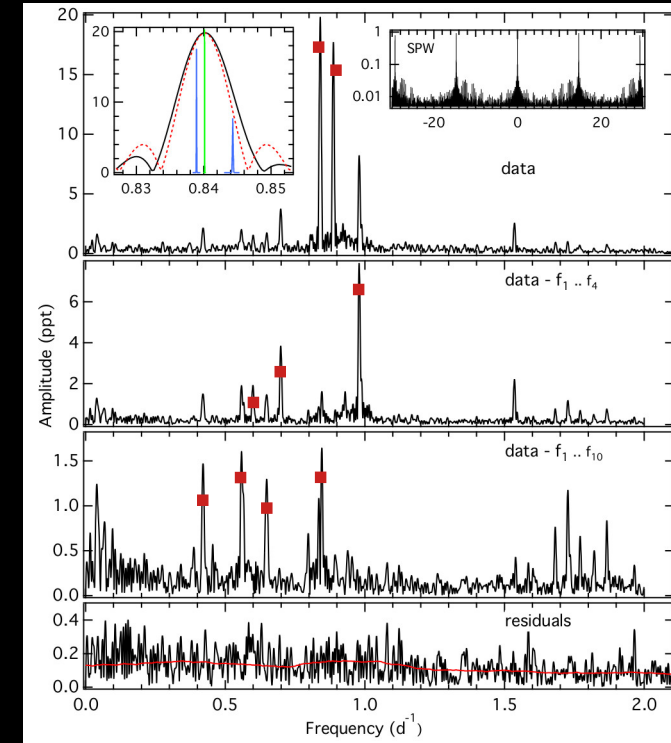 20
15
10
5
0
20
10
0
0.83 0.84 0.85
1
0.1
0.01
SPW
-20 0 20
data
6
4
2
0
data - f₁ .. f₄
Amplitude (ppt)
1.5
1.0
0.5
0.0
data - f₁ .. f₁₀
0.4
0.2
0.0
residuals
0.0 0.5 1.0 1.5 2.0
Frequency (d⁻¹)